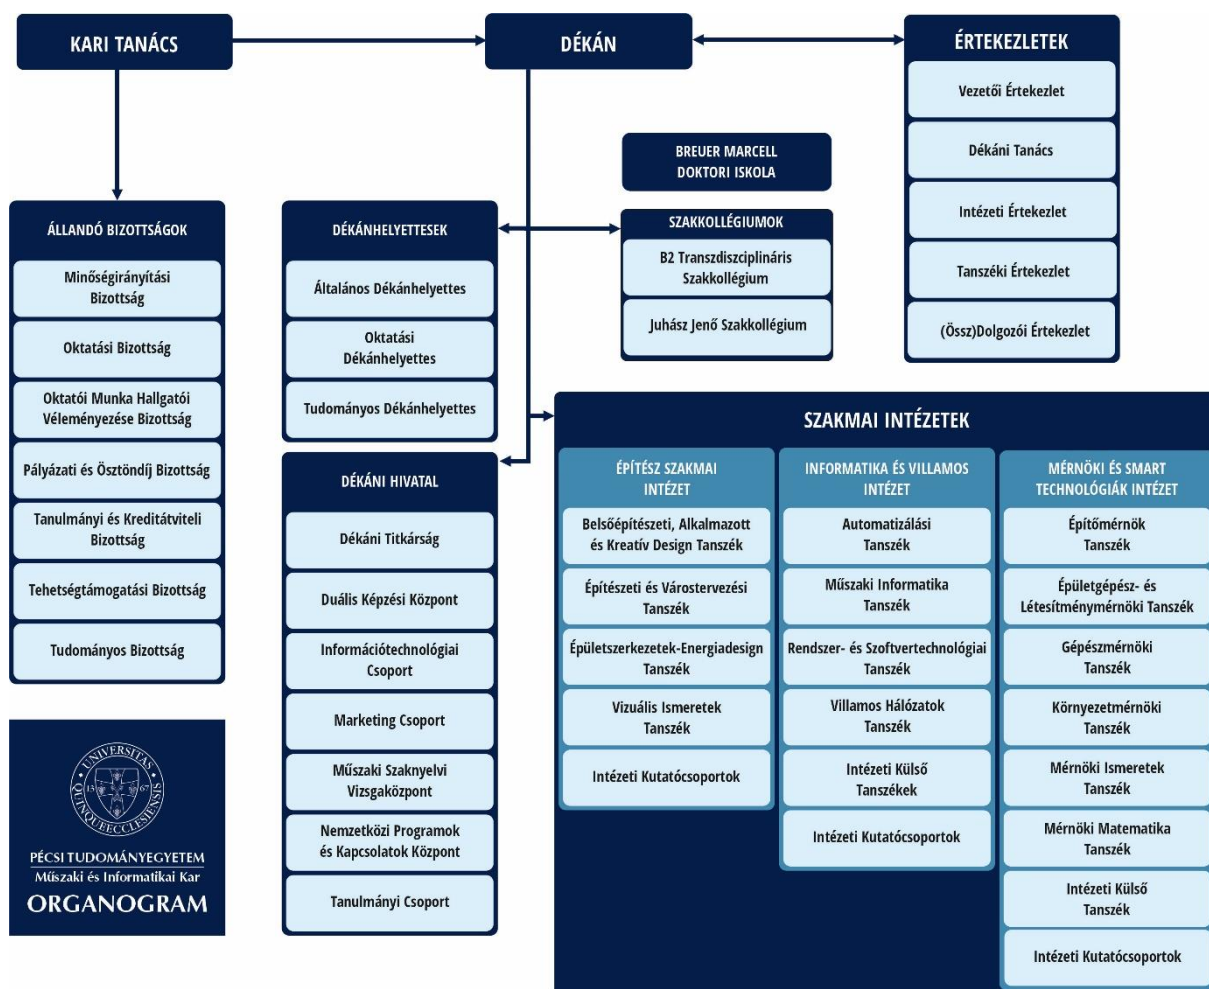 KARI TANÁCS
DÉKÁN
ÉRTEKEZLETEK
Vezetői Értekezlet
Dékáni Tanács
Intézeti Értekezlet
Tanszéki Értekezlet
(Össz)Dolgozói Értekezlet
BREUER MARCELL
DOKTORI ISKOLA
SZAKKOLLÉGIUMOK
B2 Transzdiszciplináris
Szakkollégium
Juhász Jenő Szakkollégium
ÁLLANDÓ BIZOTTSÁGOK
Minőségirányítási
Bizottság
Oktatási Bizottság
Oktatói Munka Hallgatói
Véleményezése Bizottság
Pályázati és Ösztöndíj Bizottság
Tanulmányi és Kreditátviteli
Bizottság
Tehetségtámogatási Bizottság
Tudományos Bizottság
DÉKÁNHELYETTESEK
Általános Dékánhelyettes
Oktatási
Dékánhelyettes
Tudományos Dékánhelyettes
DÉKÁNI HIVATAL
Dékáni Titkárság
Duális Képzési Központ
Információtechnológiai
Csoport
Marketing Csoport
Műszaki Szaknyelvi
Vizsgaközpont
Nemzetközi Programok
és Kapcsolatok Központ
Tanulmányi Csoport
SZAKMAI INTÉZETEK
ÉPÍTÉSZ SZAKMAI
INTÉZET
Belsőépítészeti, Alkalmazott
és Kreatív Design Tanszék
Építészeti és Várostervezési
Tanszék
Épületszerkezetek-Energiadesign
Tanszék
Vizuális Ismeretek
Tanszék
Intézeti Kutatócsoportok
INFORMATIKA ÉS VILLAMOS
INTÉZET
Automatizálási
Tanszék
Műszaki Informatika
Tanszék
Rendszer- és Szoftvertechnológiai
Tanszék
Villamos Hálózatok
Tanszék
Intézeti Külső
Tanszékek
Intézeti Kutatócsoportok
MÉRNÖKI ÉS SMART
TECHNOLÓGIÁK INTÉZET
Építőmérnök
Tanszék
Épületgépész- és
Létesítménymérnöki Tanszék
Gépészmérnöki
Tanszék
Környezetmérnöki
Tanszék
Mérnöki Ismeretek
Tanszék
Mérnöki Matematika
Tanszék
Intézeti Külső
Tanszék
Intézeti Kutatócsoportok
UNIVERSITAS
QUINQUEECCLESIENSIS
1367
PÉCSI TUDOMÁNYEGYETEM
Műszaki és Informatikai Kar
ORGANOGRAM